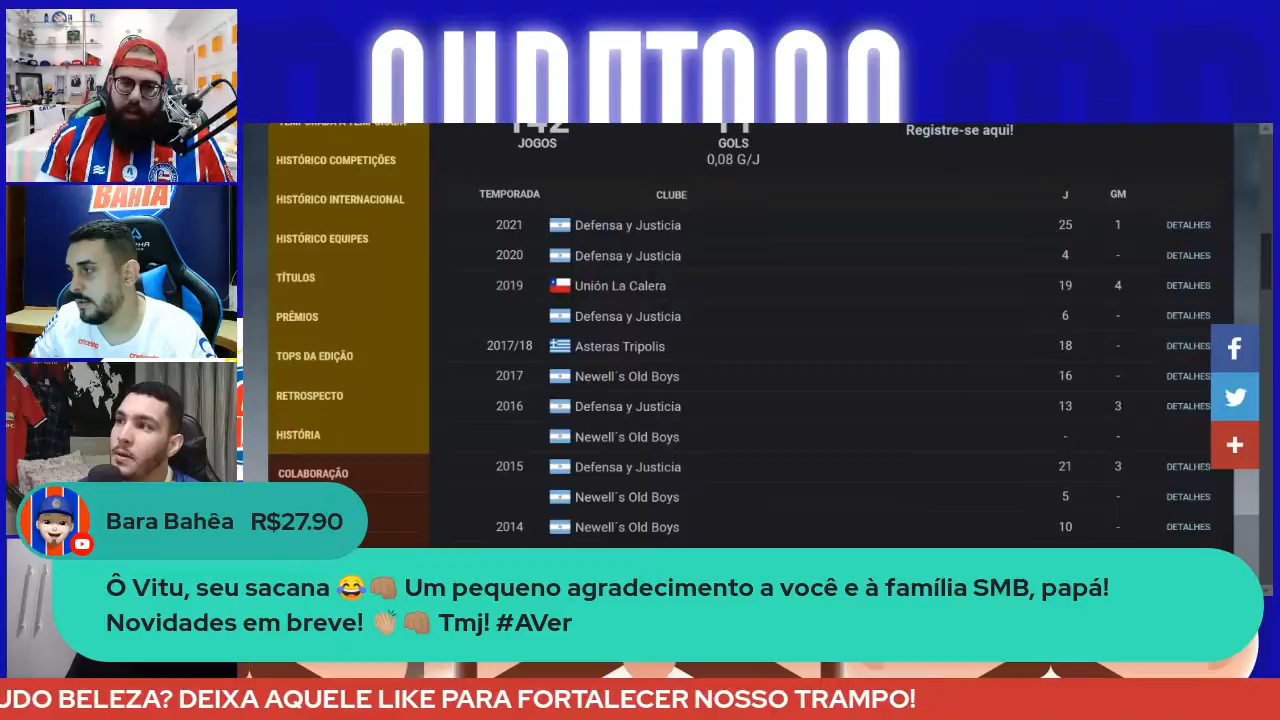 BAHIA
TEMPORADA A TEMPORADA
HISTÓRICO COMPETIÇÕES
HISTÓRICO INTERNACIONAL
HISTÓRICO EQUIPES
TÍTULOS
PRÊMIOS
TOPS DA EDIÇÃO
RETROSPECTO
HISTÓRIA
COLABORAÇÃO
142
JOGOS
11
GOLS
0,08 G/J
Registre-se aqui!
TEMPORADA CLUBE J GM
2021 Defensa y Justicia 25 1 DETALHES
2020 Defensa y Justicia 4 - DETALHES
2019 Unión La Calera 19 4 DETALHES
Defensa y Justicia 6 - DETALHES
2017/18 Asteras Tripolis 18 - DETALHES
2017 Newell´s Old Boys 16 - DETALHES
2016 Defensa y Justicia 13 3 DETALHES
Newell´s Old Boys - - DETALHES
2015 Defensa y Justicia 21 3 DETALHES
Newell´s Old Boys 5 - DETALHES
2014 Newell´s Old Boys 10 - DETALHES
Bara Bahêa R$27.90
Ô Vitu, seu sacana 😂👊🏽 Um pequeno agradecimento a você e à família SMB, papá!
Novidades em breve! 👏🏼👊🏽 Tmj! #AVer
UDO BELEZA? DEIXA AQUELE LIKE PARA FORTALECER NOSSO TRAMPO!